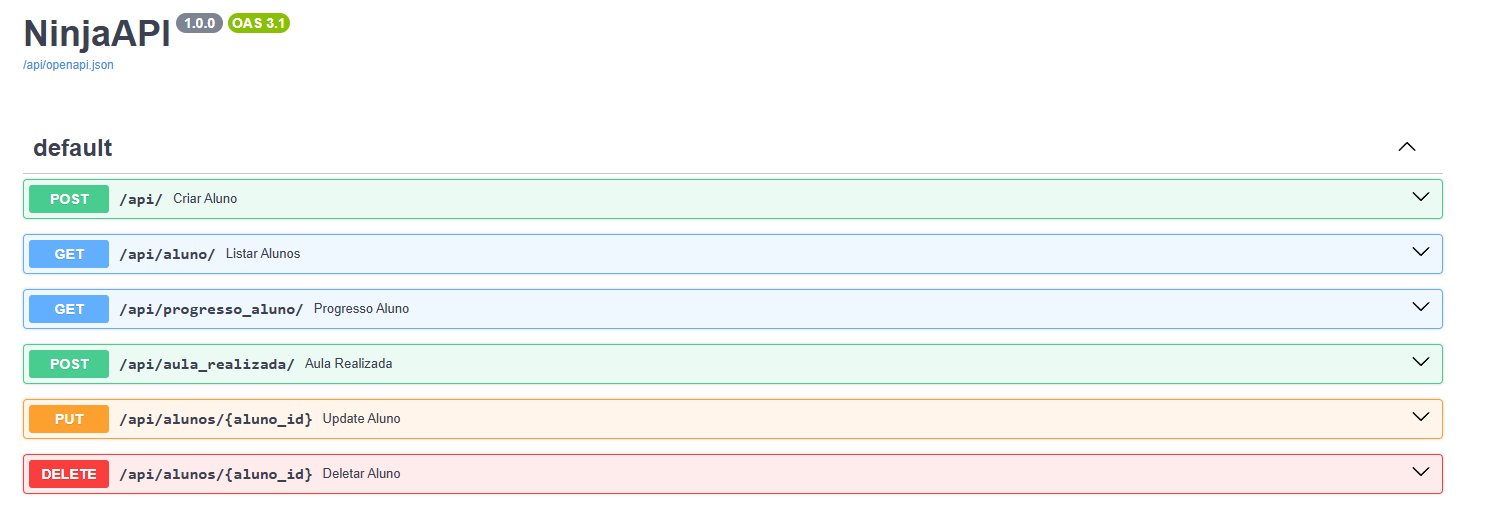 NinjaAPI 1.0.0 OAS 3.1
/api/openapi.json
default
POST /api/ Criar Aluno
GET /api/aluno/ Listar Alunos
GET /api/progresso_aluno/ Progresso Aluno
POST /api/aula_realizada/ Aula Realizada
PUT /api/alunos/{aluno_id} Update Aluno
DELETE /api/alunos/{aluno_id} Deletar Aluno